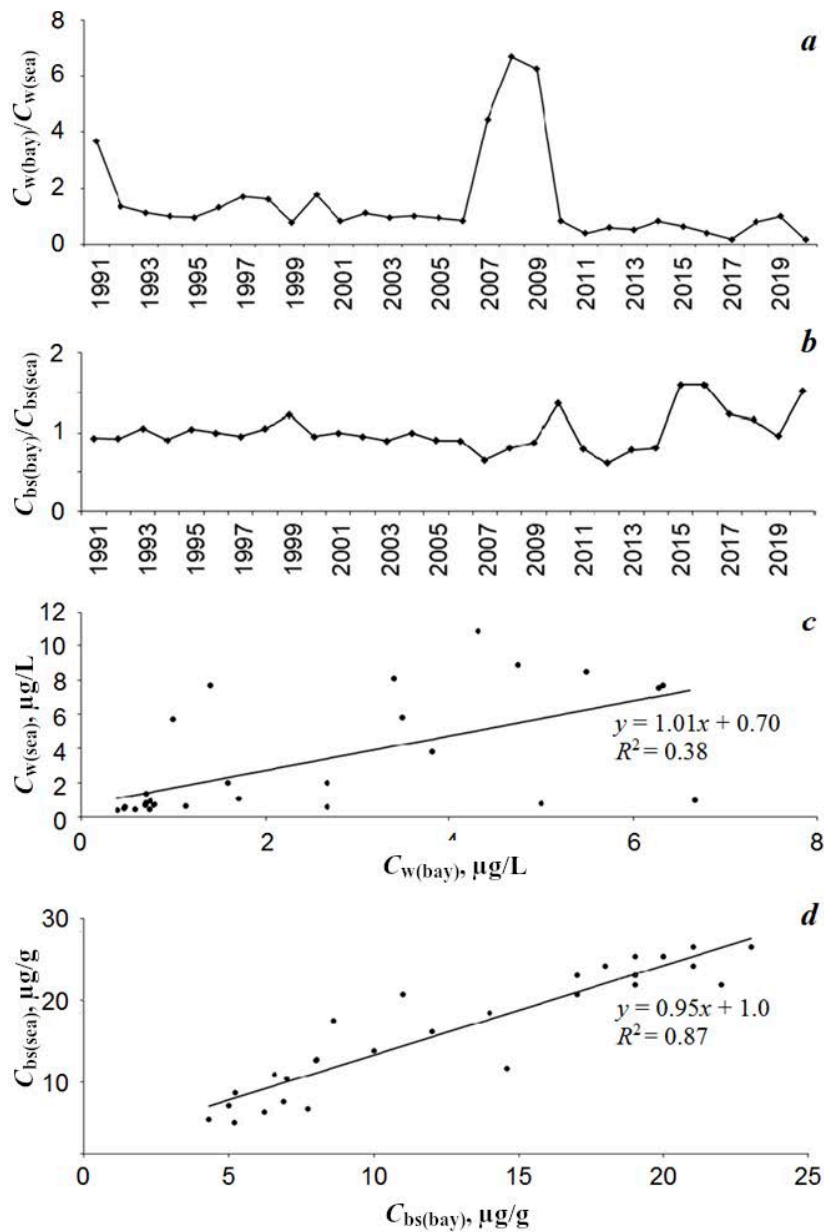 a
C_w(bay)/C_w(sea)
8
6
4
2
0
1991 1993 1995 1997 1999 2001 2003 2005 2007 2009 2011 2013 2015 2017 2019
b
C_bs(bay)/C_bs(sea)
2
1
0
1991 1993 1995 1997 1999 2001 2003 2005 2007 2009 2011 2013 2015 2017 2019
c
C_w(sea), µg/L
12
10
8
6
4
2
0
y = 1.01x + 0.70
R² = 0.38
0 2 4 6 8
C_w(bay), µg/L
d
C_bs(sea), µg/g
30
20
10
y = 0.95x + 1.0
R² = 0.87
5 10 15 20 25
C_bs(bay), µg/g